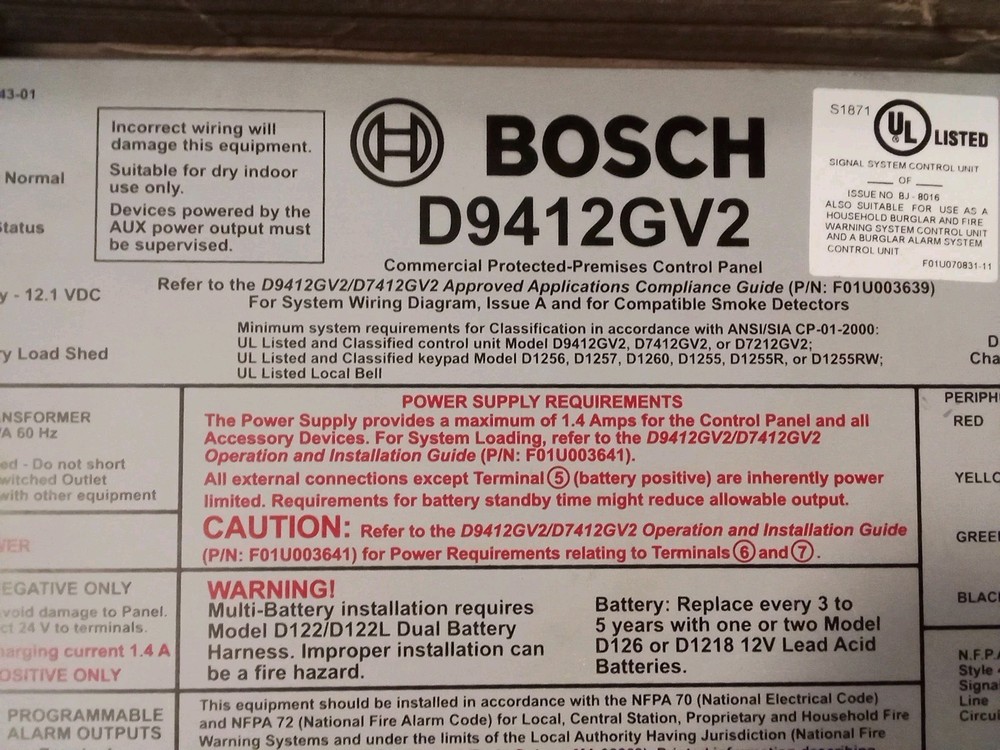 43-01
Normal
Status
y - 12.1 VDC
ry Load Shed
Incorrect wiring will
damage this equipment.
Suitable for dry indoor
use only.
Devices powered by the
AUX power output must
be supervised.
BOSCH
D9412GV2
Commercial Protected-Premises Control Panel
Refer to the D9412GV2/D7412GV2 Approved Applications Compliance Guide (P/N: F01U003639)
For System Wiring Diagram, Issue A and for Compatible Smoke Detectors
S1871
UL LISTED
SIGNAL SYSTEM CONTROL UNIT
___ OF ___
ISSUE NO BJ - 8016
ALSO SUITABLE FOR USE AS A
HOUSEHOLD BURGLAR AND FIRE
WARNING SYSTEM CONTROL UNIT
AND A BURGLAR ALARM SYSTEM
CONTROL UNIT
F01U070831-11
Minimum system requirements for Classification in accordance with ANSI/SIA CP-01-2000:
UL Listed and Classified control unit Model D9412GV2, D7412GV2, or D7212GV2;
UL Listed and Classified keypad Model D1256, D1257, D1260, D1255, D1255R, or D1255RW;
UL Listed Local Bell
D
Cha
NSFORMER
A 60 Hz
ed - Do not short
witched Outlet
with other equipment
WER
EGATIVE ONLY
void damage to Panel.
ct 24 V to terminals.
harging current 1.4 A
OSITIVE ONLY
PROGRAMMABLE
ALARM OUTPUTS
POWER SUPPLY REQUIREMENTS
The Power Supply provides a maximum of 1.4 Amps for the Control Panel and all
Accessory Devices. For System Loading, refer to the D9412GV2/D7412GV2
Operation and Installation Guide (P/N: F01U003641).
All external connections except Terminal ⑤ (battery positive) are inherently power
limited. Requirements for battery standby time might reduce allowable output.
CAUTION: Refer to the D9412GV2/D7412GV2 Operation and Installation Guide
(P/N: F01U003641) for Power Requirements relating to Terminals ⑥ and ⑦.
WARNING!
Multi-Battery installation requires
Model D122/D122L Dual Battery
Harness. Improper installation can
be a fire hazard.
Battery: Replace every 3 to
5 years with one or two Model
D126 or D1218 12V Lead Acid
Batteries.
This equipment should be installed in accordance with the NFPA 70 (National Electrical Code)
and NFPA 72 (National Fire Alarm Code) for Local, Central Station, Proprietary and Household Fire
Warning Systems and under the limits of the Local Authority Having Jurisdiction (National Fire
PERIPH
RED
YELLO
GREE
BLAC
N.F.P.
Style
Signa
Line
Circu